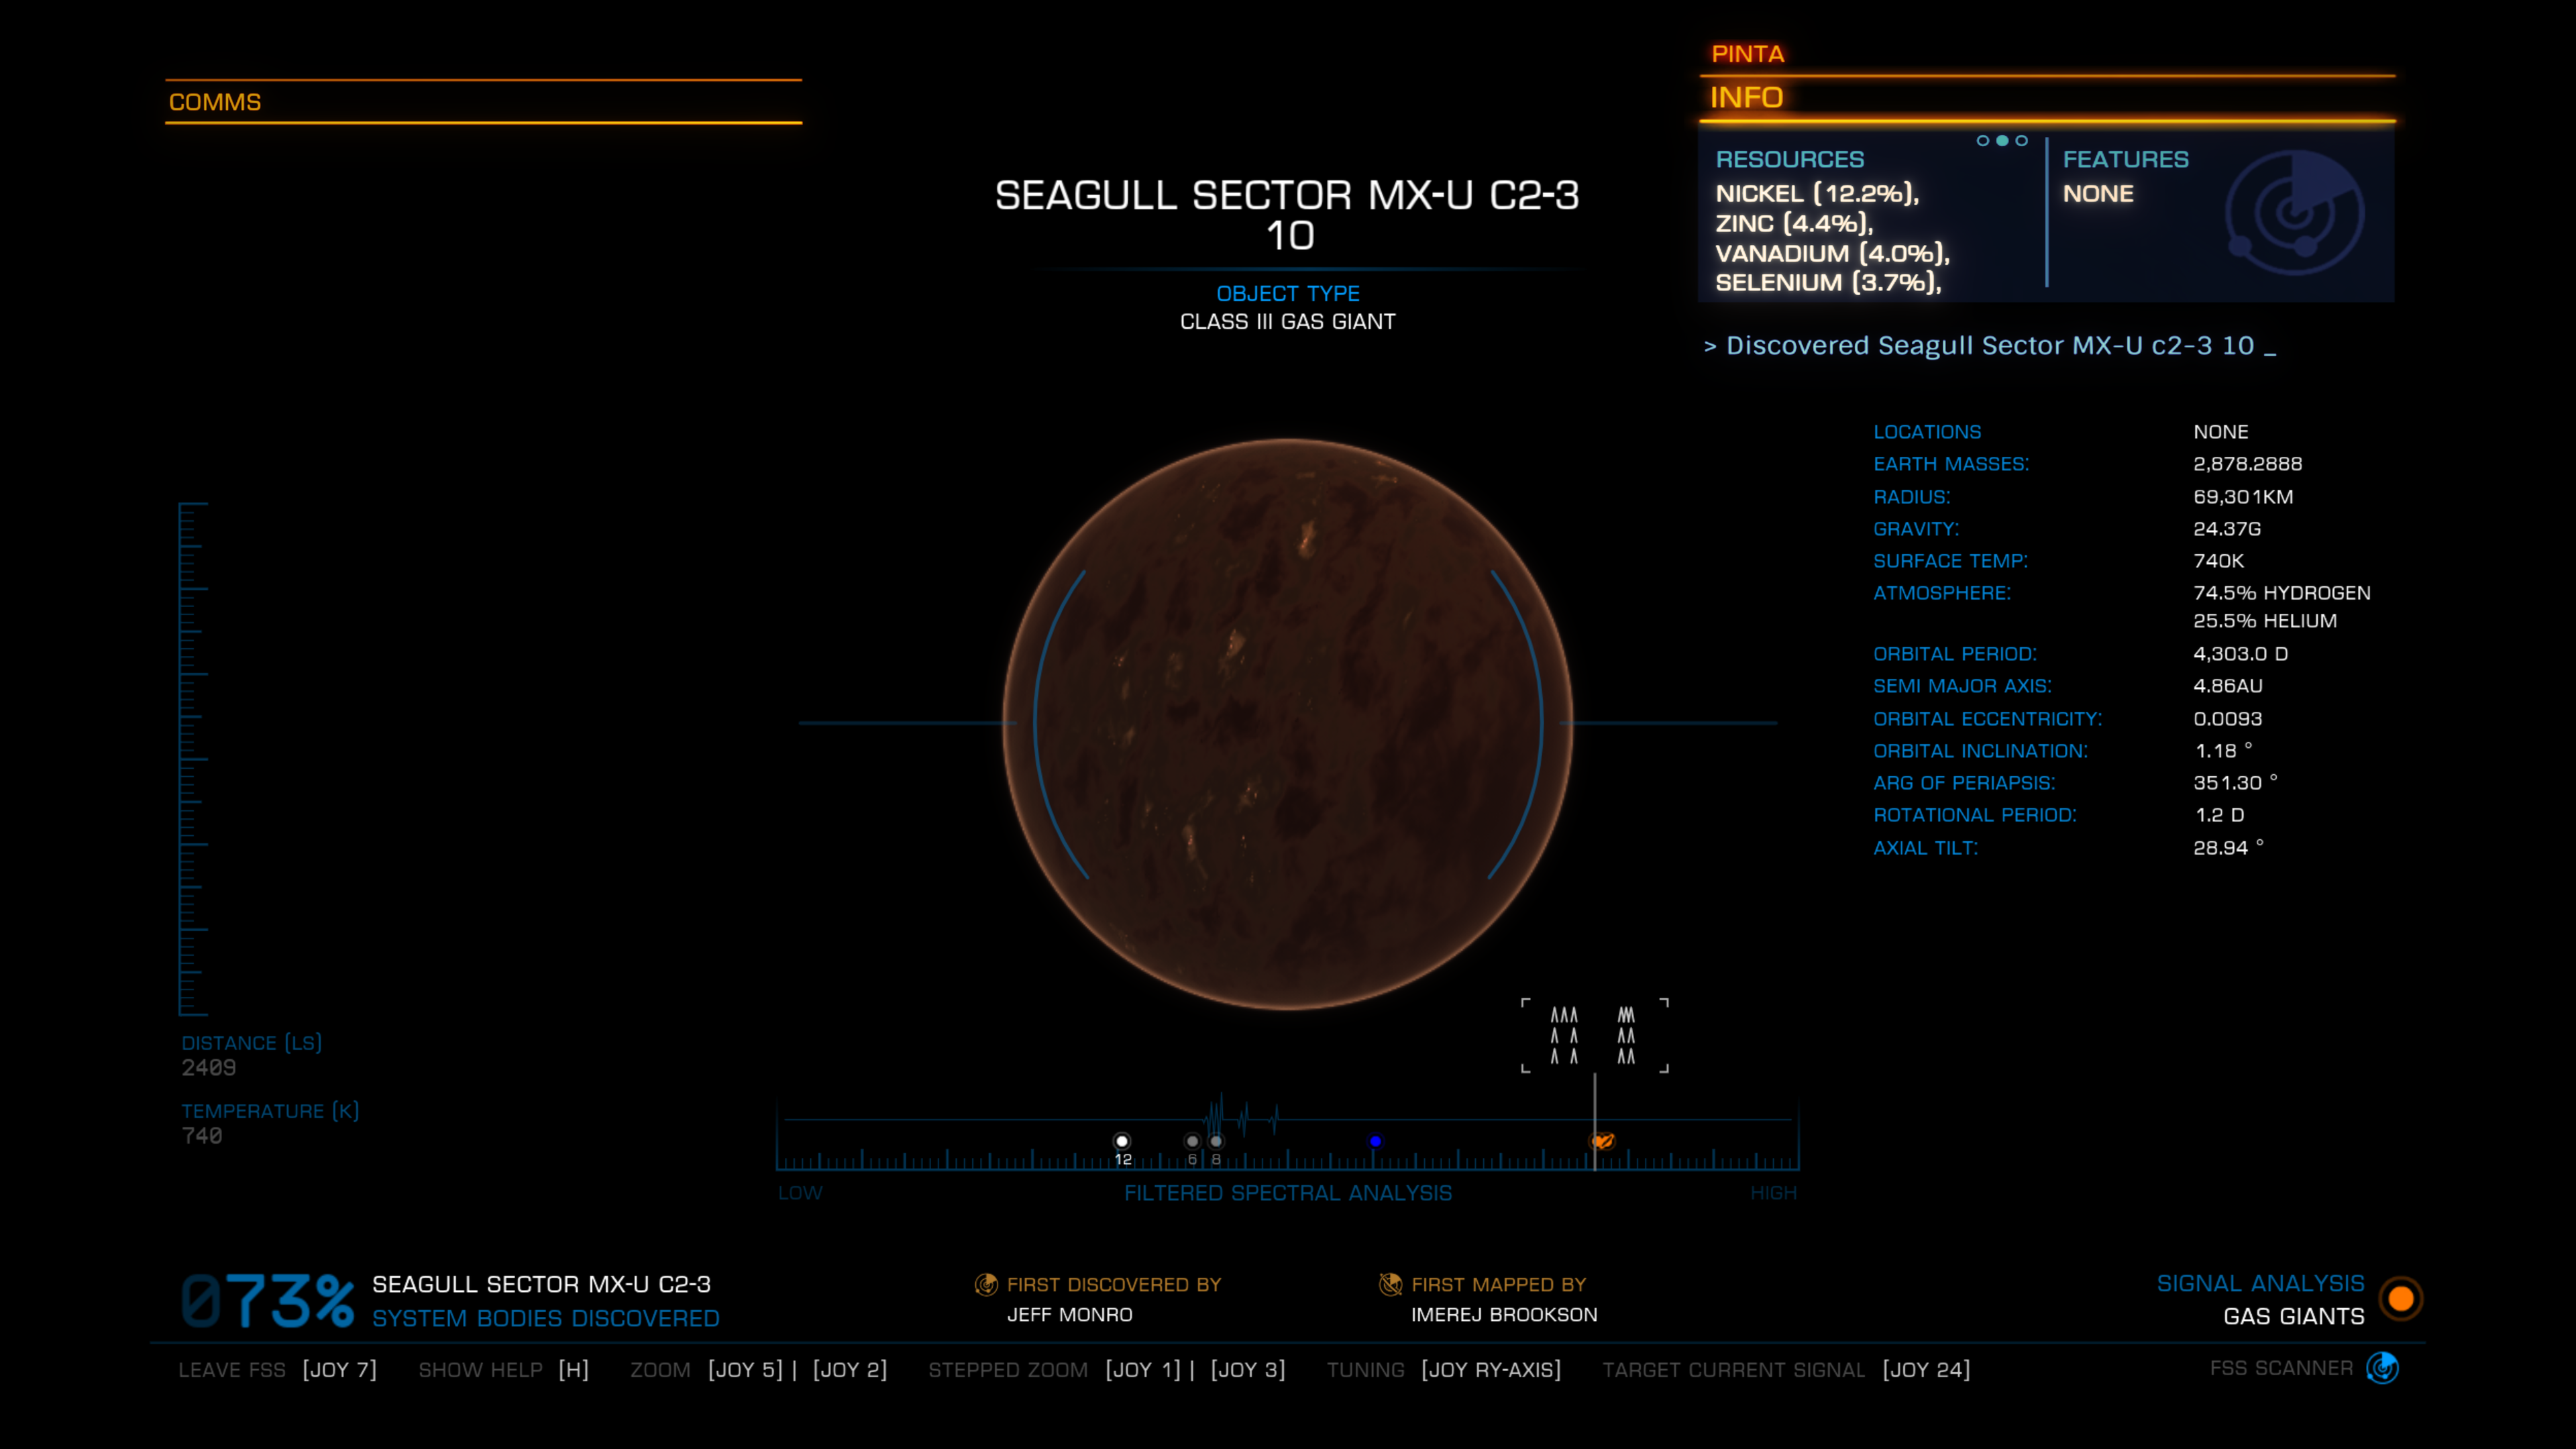 PINTA
COMMS
INFO
RESOURCES
NICKEL (12.2%),
ZINC (4.4%),
VANADIUM (4.0%),
SELENIUM (3.7%),
FEATURES
NONE
> Discovered Seagull Sector MX-U c2-3 10 _
SEAGULL SECTOR MX-U C2-3
10
OBJECT TYPE
CLASS III GAS GIANT
LOCATIONS NONE
EARTH MASSES: 2,878.2888
RADIUS: 69,301KM
GRAVITY: 24.37G
SURFACE TEMP: 740K
ATMOSPHERE: 74.5% HYDROGEN
25.5% HELIUM
ORBITAL PERIOD: 4,303.0 D
SEMI MAJOR AXIS: 4.86AU
ORBITAL ECCENTRICITY: 0.0093
ORBITAL INCLINATION: 1.18 °
ARG OF PERIAPSIS: 351.30 °
ROTATIONAL PERIOD: 1.2 D
AXIAL TILT: 28.94 °
DISTANCE (LS)
2409
TEMPERATURE (K)
740
12 6 8
LOW FILTERED SPECTRAL ANALYSIS HIGH
073% SEAGULL SECTOR MX-U C2-3
SYSTEM BODIES DISCOVERED
FIRST DISCOVERED BY
JEFF MONRO
FIRST MAPPED BY
IMEREJ BROOKSON
SIGNAL ANALYSIS
GAS GIANTS
LEAVE FSS [JOY 7] SHOW HELP [H] ZOOM [JOY 5] | [JOY 2] STEPPED ZOOM [JOY 1] | [JOY 3] TUNING [JOY RY-AXIS] TARGET CURRENT SIGNAL [JOY 24] FSS SCANNER